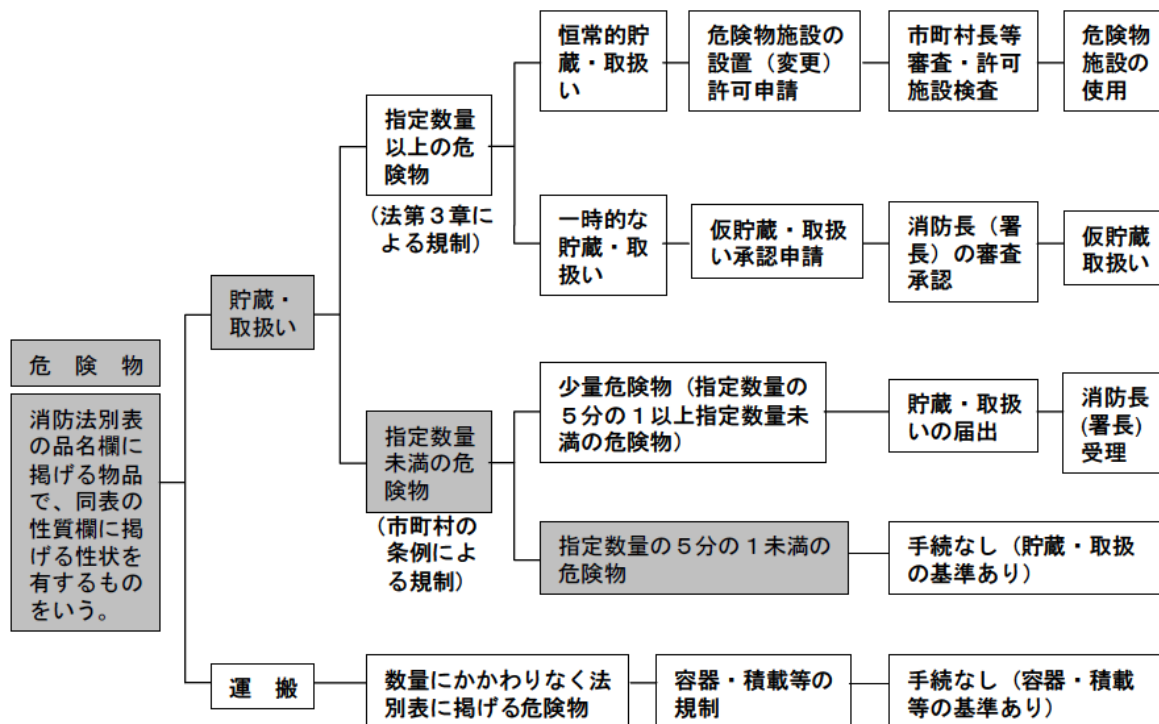 恒常的貯
蔵・取扱
い
危険物施設の
設置（変更）
許可申請
市町村長等
審査・許可
施設検査
危険物
施設の
使用
指定数量
以上の危
険物
（法第３章に
よる規制）
一時的な
貯蔵・取
扱い
仮貯蔵・取扱
い承認申請
消防長（署
長）の審査
承認
仮貯蔵
取扱い
貯蔵・
取扱い
危　険　物
消防法別表
の品名欄に
掲げる物品
で、同表の
性質欄に掲
げる性状を
有するもの
をいう。
指定数量
未満の危
険物
（市町村の
条例によ
る規制）
少量危険物（指定数量の
５分の１以上指定数量未
満の危険物）
貯蔵・取扱
いの届出
消防長
(署長)
受理
指定数量の５分の１未満の
危険物
手続なし（貯蔵・取扱
の基準あり）
運　搬
数量にかかわりなく法
別表に掲げる危険物
容器・積載等の
規制
手続なし（容器・積載
等の基準あり）